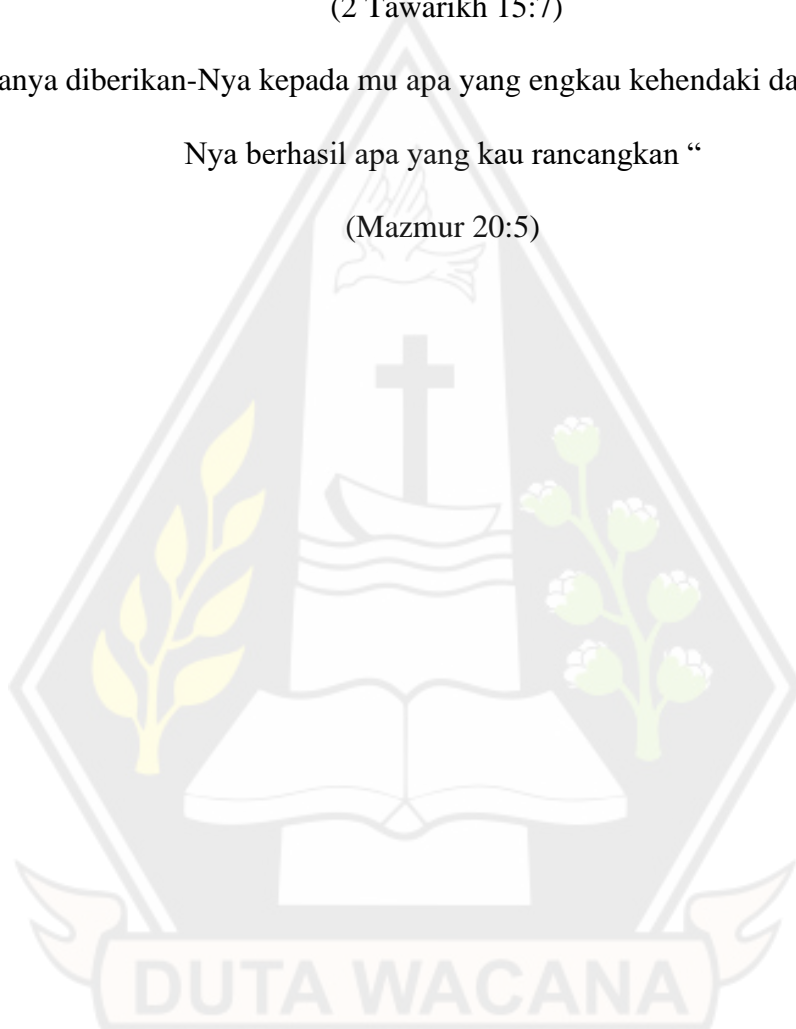 (2 Tawarikh 15:7)
anya diberikan-Nya kepada mu apa yang engkau kehendaki da
Nya berhasil apa yang kau rancangkan “
(Mazmur 20:5)
DUTA WACANA